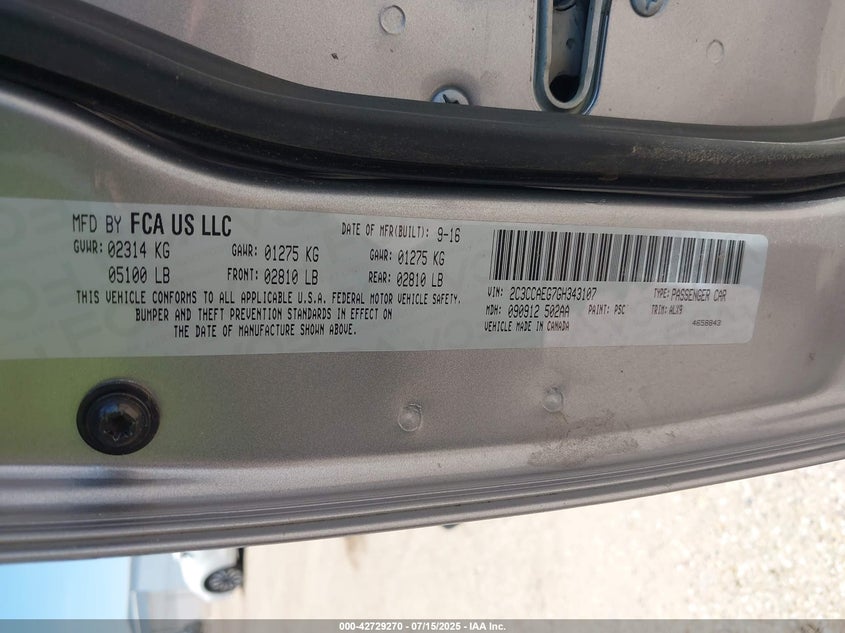 MFD BY FCA US LLC
DATE OF MFR(BUILT): 9-16
GVWR: 02314 KG
GAWR: 01275 KG
GAWR: 01275 KG
05100 LB
FRONT: 02810 LB
REAR: 02810 LB
THIS VEHICLE CONFORMS TO ALL APPLICABLE U.S.A. FEDERAL MOTOR VEHICLE SAFETY,
BUMPER AND THEFT PREVENTION STANDARDS IN EFFECT ON
THE DATE OF MANUFACTURE SHOWN ABOVE.
VIN: 2C3CCAEG7GH343107
TYPE: PASSENGER CAR
MDH: 090912 502AA
PAINT: PSC
TRIM: ALX9
VEHICLE MADE IN CANADA
4658843
000-42729270 - 07/15/2025 - IAA Inc.